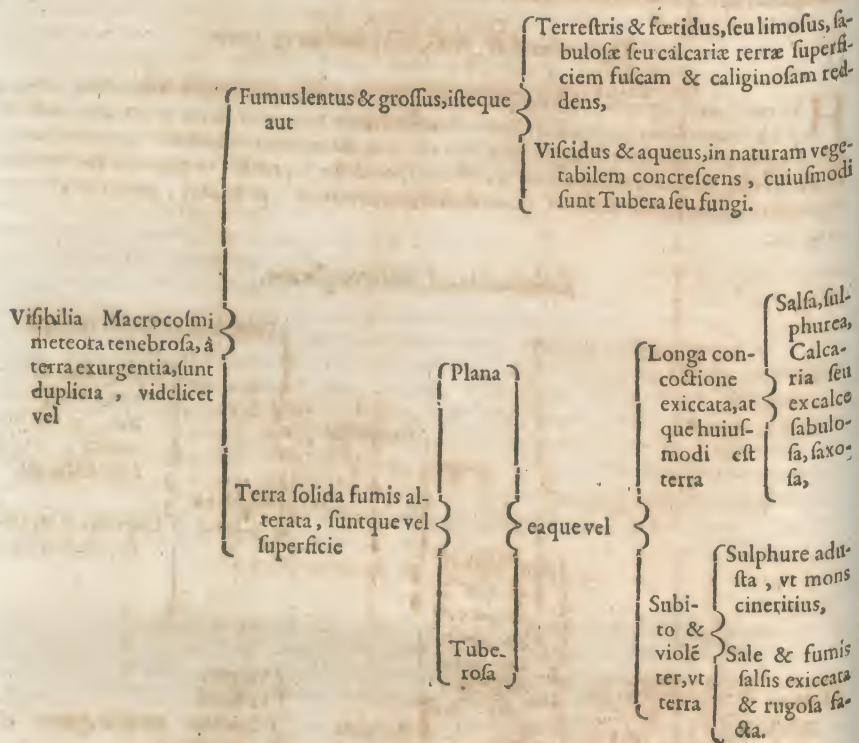 Terreſtris & fœtidus, ſeu limoſus, ſa-
buloſæ ſeu calcariæ terræ ſuperfi-
ciem fuſcam & caliginoſam red-
dens,
Fumus lentus & groſſus, iſteque
aut
Viſcidus & aqueus, in naturam vege-
tabilem concreſcens , cuiuſmodi
ſunt Tubera ſeu fungi.
Viſibilia Macrocoſmi
meteora tenebroſa, à
terra exurgentia, ſunt
duplicia , videlicet
vel
Terra ſolida fumis al-
terata , ſuntque vel
ſuperficie
Plana
Tube-
roſa
eaque vel
Longa con-
coctione
exiccata, at
que huiuſ-
modi eſt
terra
Salſa, ſul-
phurea,
Calca-
ria ſeu
ex calce
ſabulo-
ſa, ſaxo-
ſa,
Subi-
to &
violē
ter, vt
terra
Sulphure adu-
ſta , vt mons
cineritius,
Sale & fumis
ſalſis exiccata
& rugoſa fa-
cta.